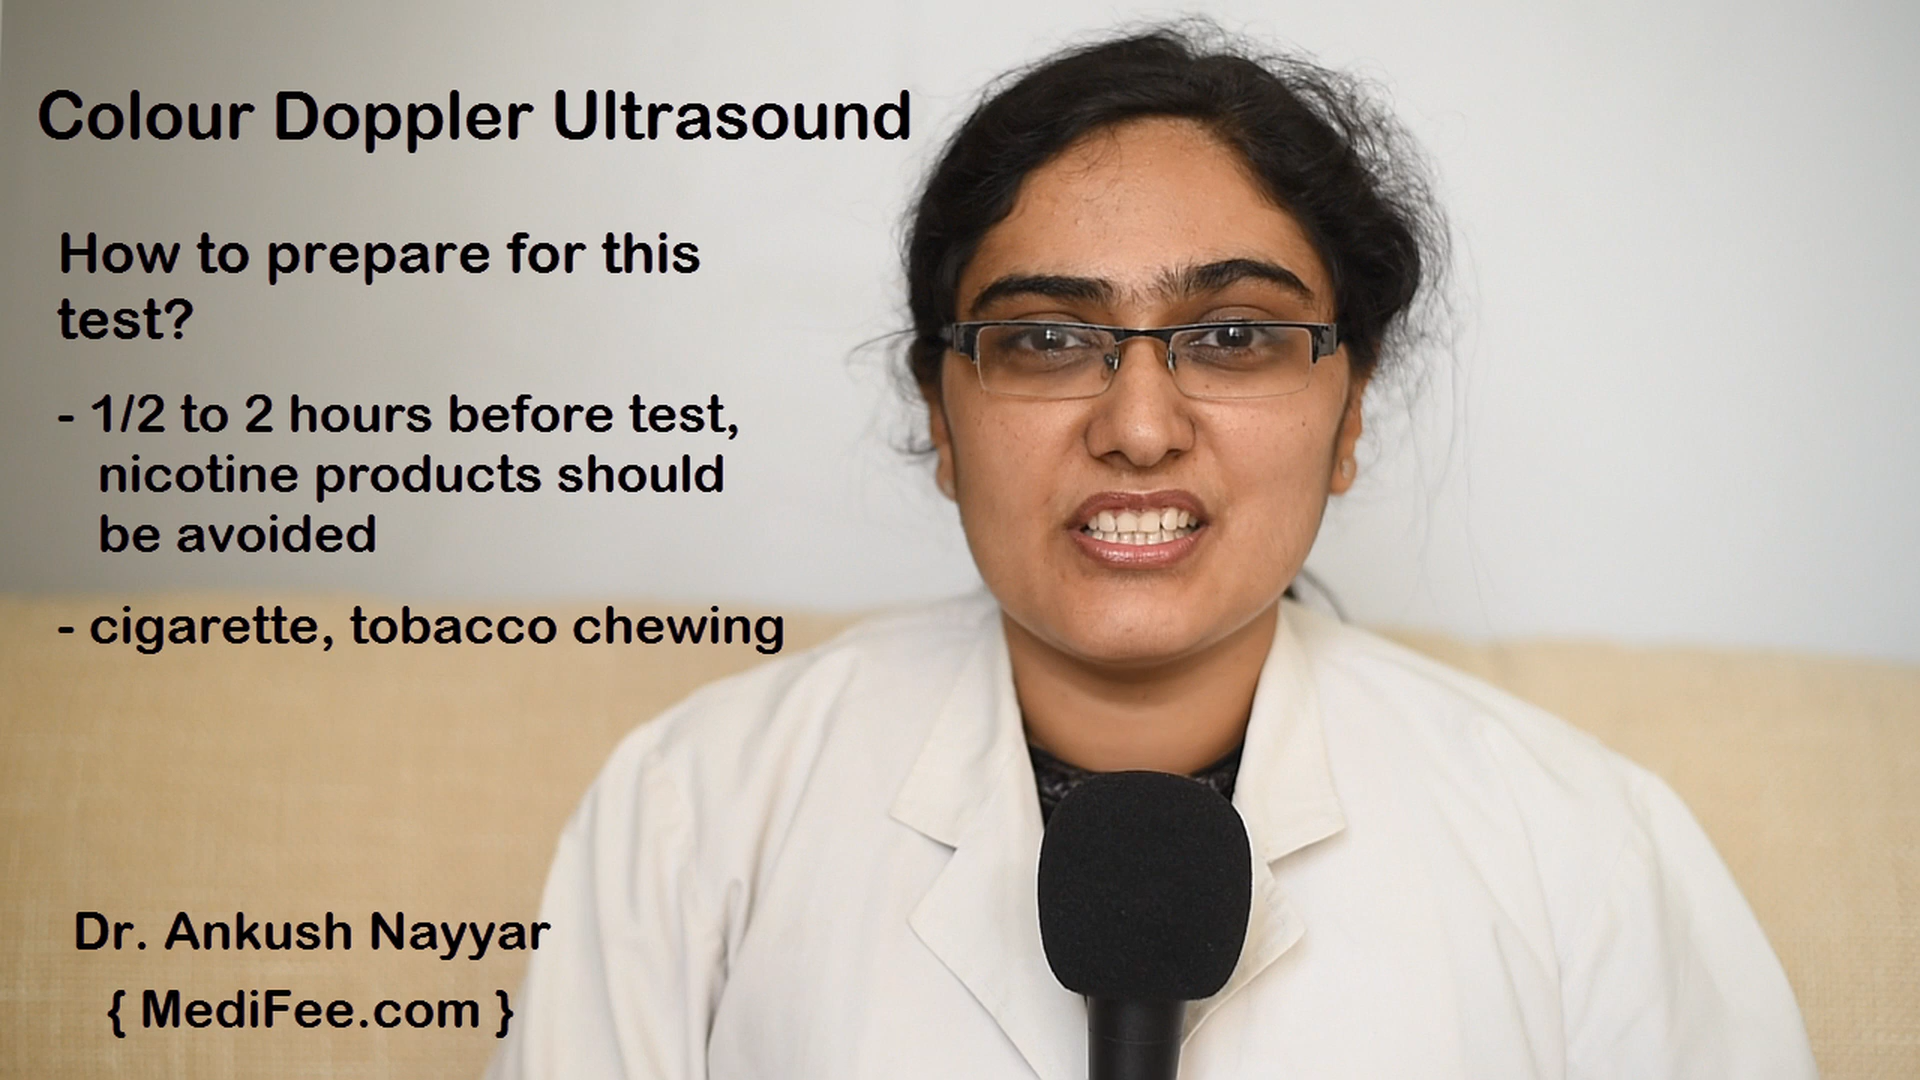 Colour Doppler Ultrasound
How to prepare for this
test?
- 1/2 to 2 hours before test,
nicotine products should
be avoided
- cigarette, tobacco chewing
Dr. Ankush Nayyar
{ MediFee.com }